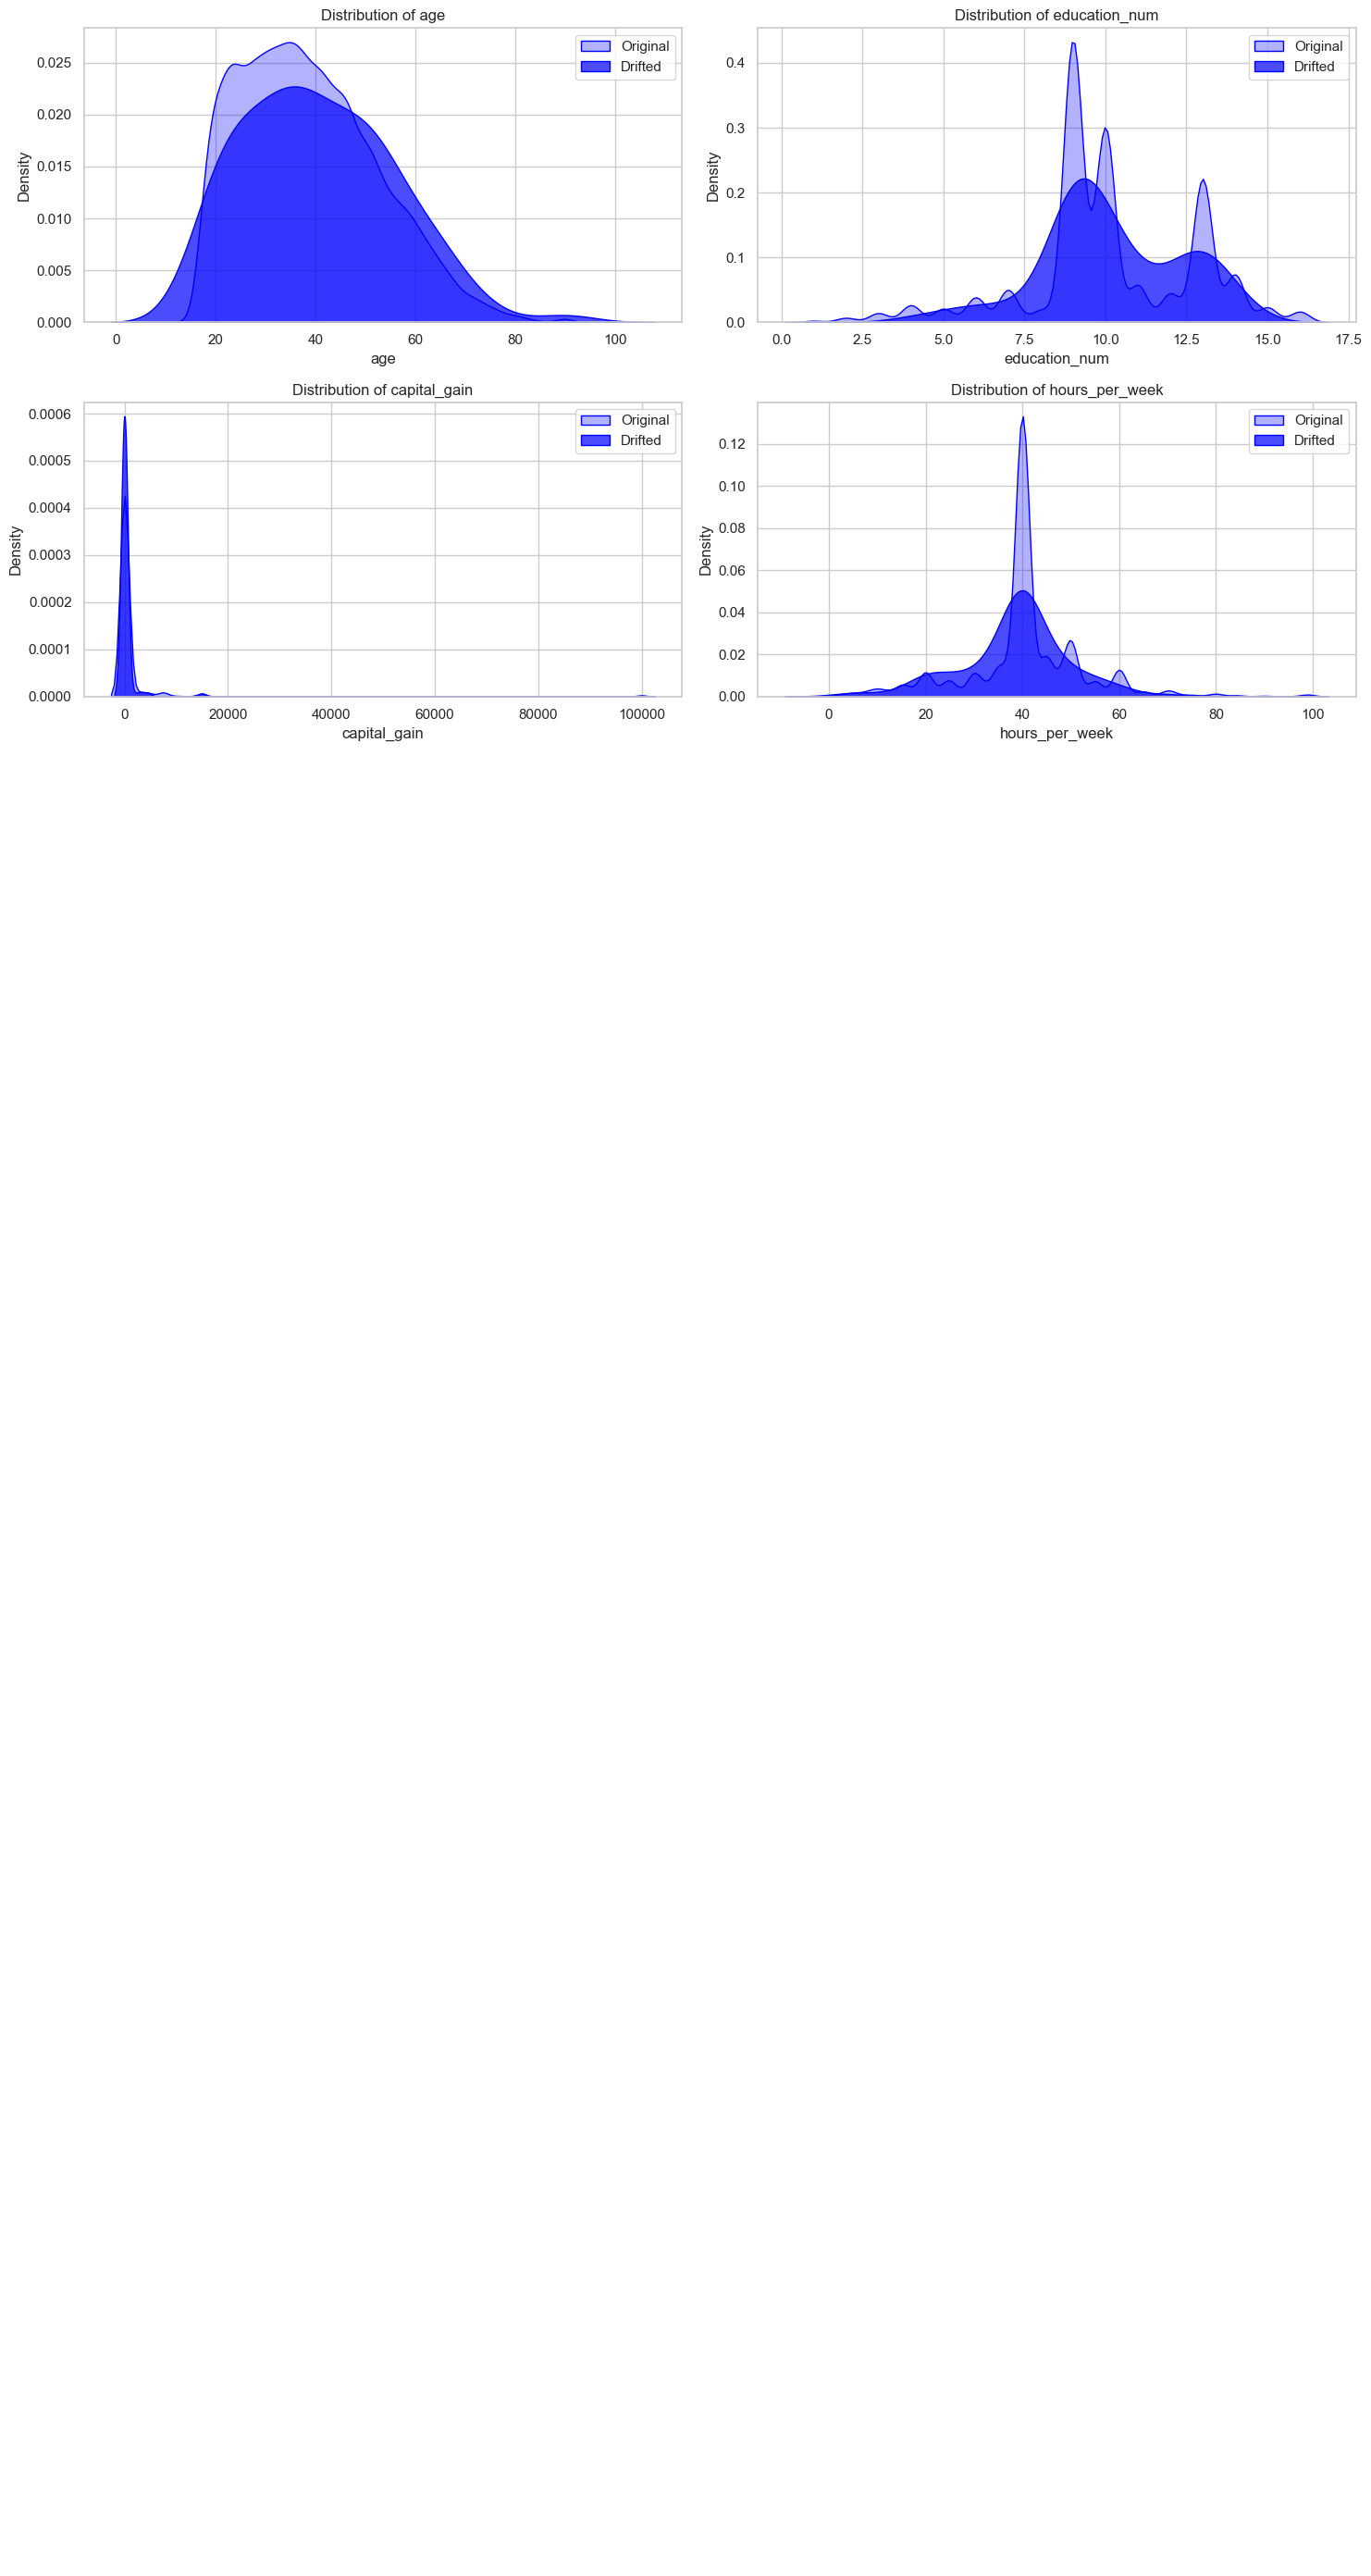 Distribution of age
Original
Drifted
Density
0.025
0.020
0.015
0.010
0.005
0.000
0 20 40 60 80 100
age
Distribution of education_num
Original
Drifted
Density
0.4
0.3
0.2
0.1
0.0
0.0 2.5 5.0 7.5 10.0 12.5 15.0 17.5
education_num
Distribution of capital_gain
Original
Drifted
Density
0.0006
0.0005
0.0004
0.0003
0.0002
0.0001
0.0000
0 20000 40000 60000 80000 100000
capital_gain
Distribution of hours_per_week
Original
Drifted
Density
0.12
0.10
0.08
0.06
0.04
0.02
0.00
0 20 40 60 80 100
hours_per_week